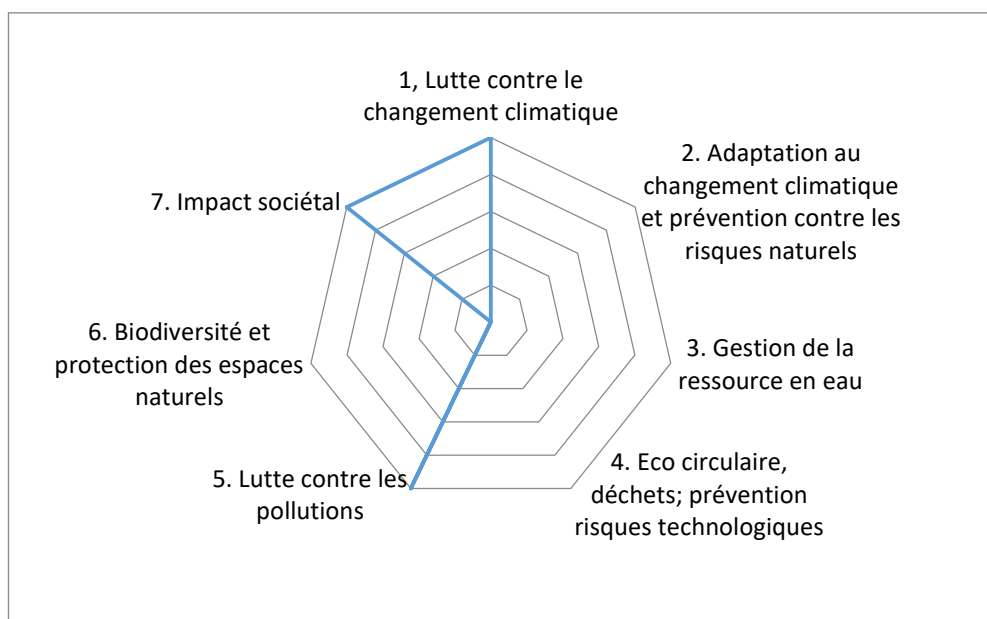 1, Lutte contre le
changement climatique
2. Adaptation au
changement climatique
et prévention contre les
risques naturels
3. Gestion de la
ressource en eau
4. Eco circulaire,
déchets; prévention
risques technologiques
5. Lutte contre les
pollutions
6. Biodiversité et
protection des espaces
naturels
7. Impact sociétal